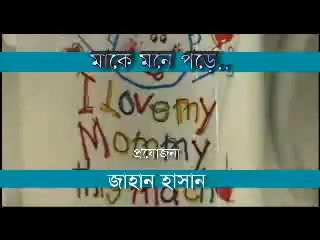 মাকে মনে পড়ে..
I Love my
Mommy
প্রযোজনা
জাহান হাসান